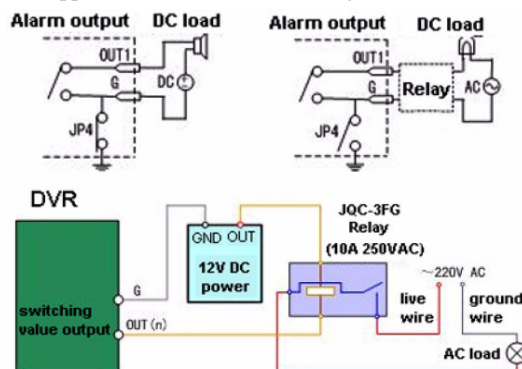 Alarm output
DC load
OUT1
G
DC
JP4
Alarm output
DC load
OUT1
G
Relay
AC
JP4
DVR
GND OUT
12V DC
power
JQC-3FG
Relay
(10A 250VAC)
G
switching
value output
OUT(n)
~220V AC
live
wire
ground
wire
AC load